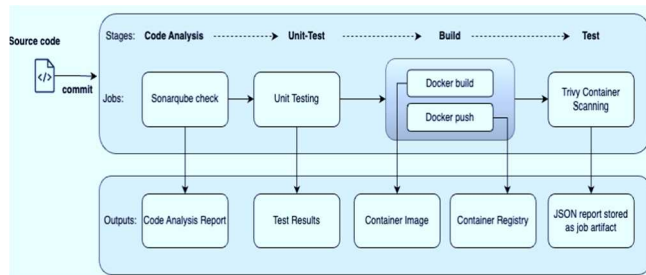 Source code
</>
commit
Stages: Code Analysis Unit-Test Build Test
Jobs: Sonarqube check Unit Testing Docker build Docker push Trivy Container
Scanning
Outputs: Code Analysis Report Test Results Container Image Container Registry JSON report stored
as job artifact